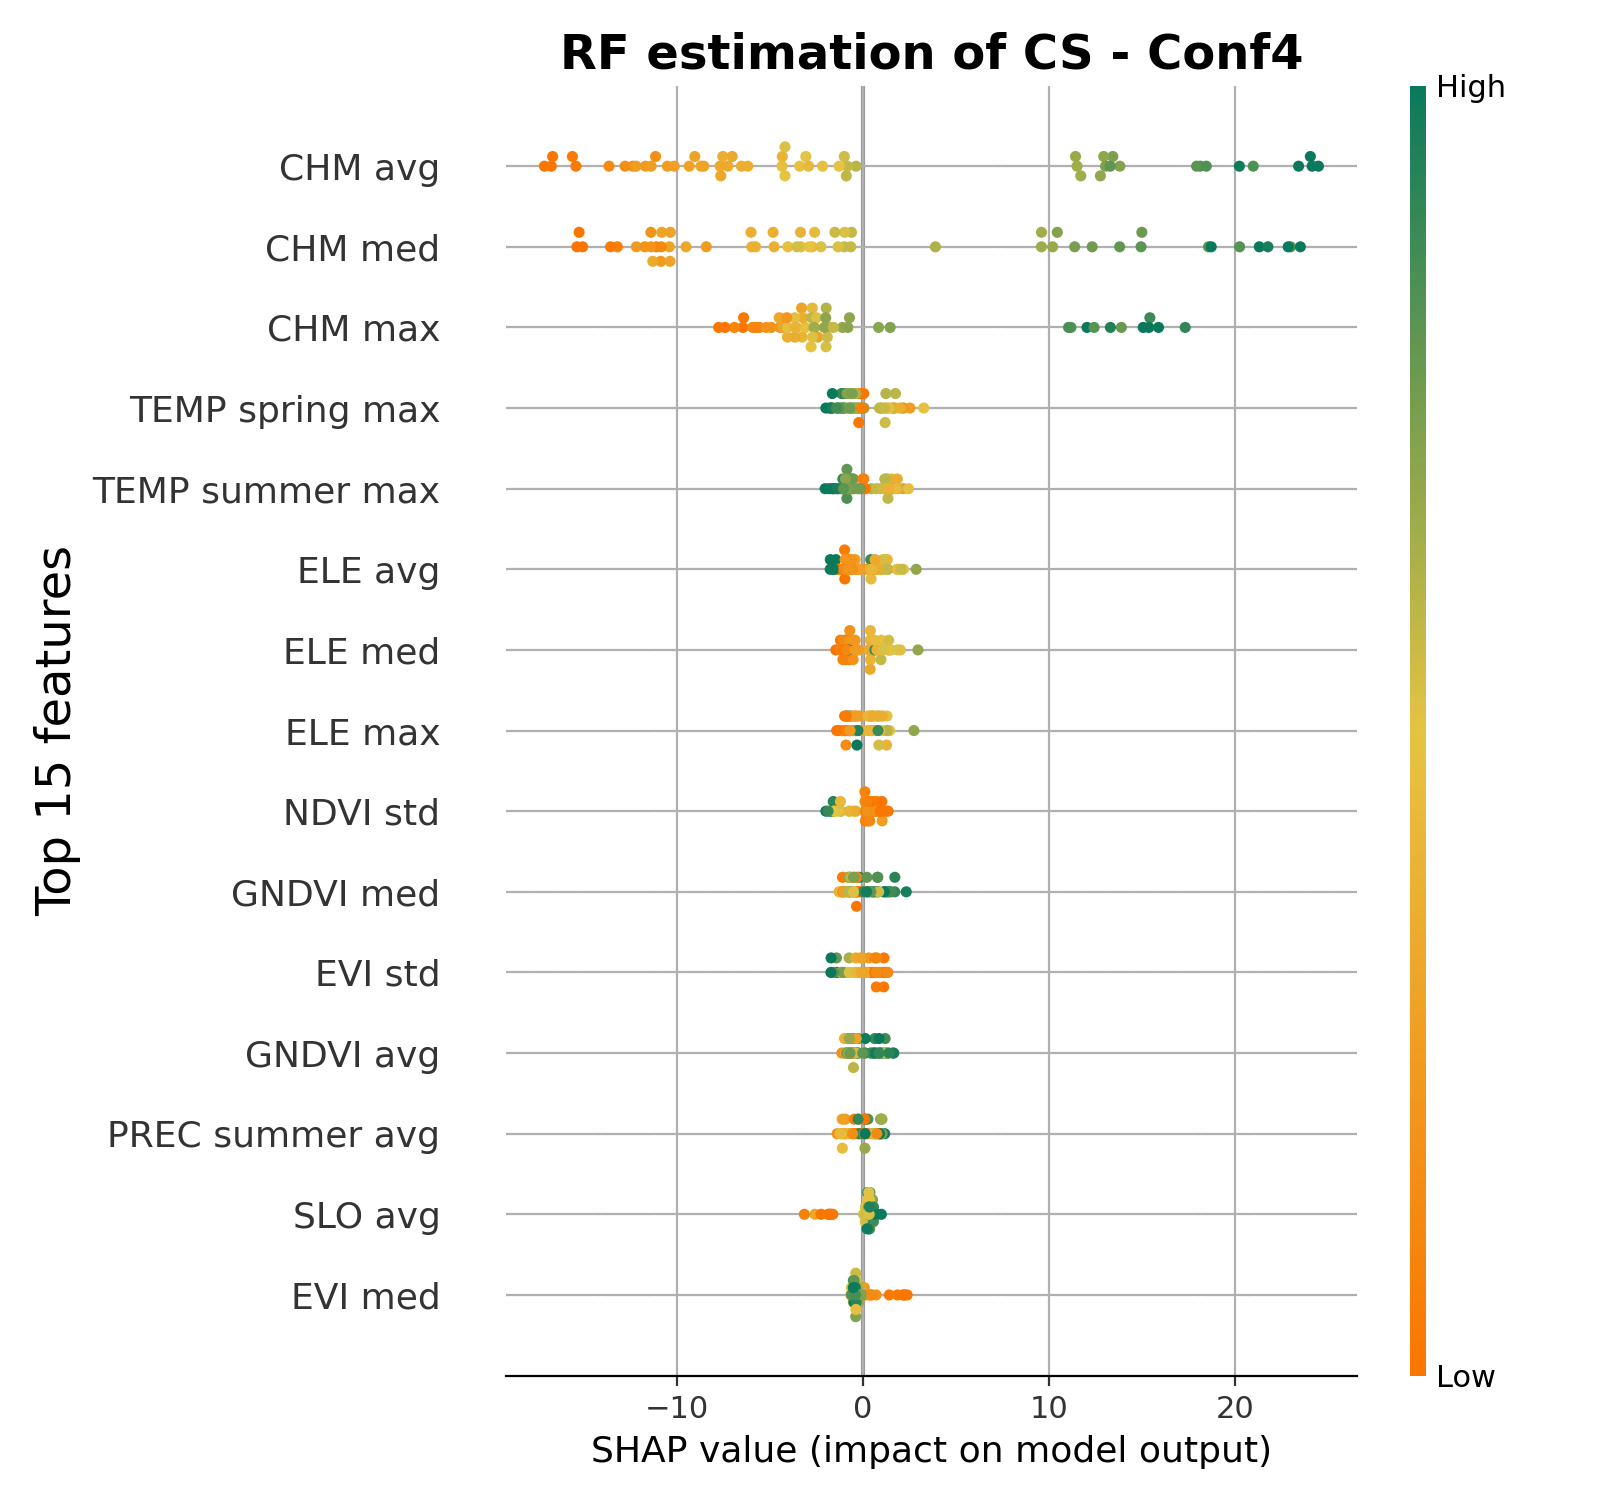 RF estimation of CS - Conf4
High
CHM avg
CHM med
CHM max
TEMP spring max
TEMP summer max
ELE avg
ELE med
ELE max
NDVI std
GNDVI med
EVI std
GNDVI avg
PREC summer avg
SLO avg
EVI med
Top 15 features
Low
−10 0 10 20
SHAP value (impact on model output)